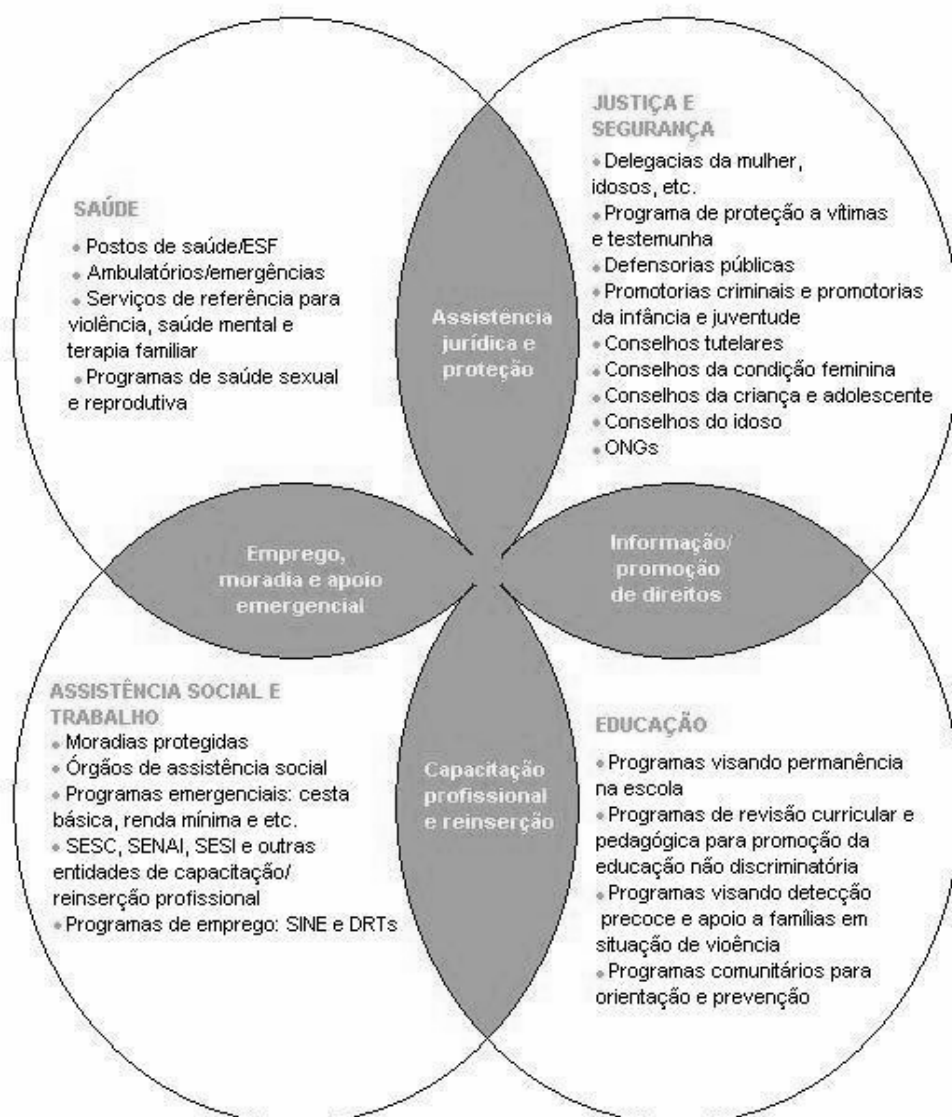 SAÚDE
• Postos de saúde/ESF
• Ambulatórios/emergências
• Serviços de referência para
violência, saúde mental e
terapia familiar
• Programas de saúde sexual
e reprodutiva
JUSTIÇA E
SEGURANÇA
• Delegacias da mulher,
idosos, etc.
• Programa de proteção a vítimas
e testemunha
• Defensorias públicas
• Promotorias criminais e promotorias
da infância e juventude
• Conselhos tutelares
• Conselhos da condição feminina
• Conselhos da criança e adolescente
• Conselhos do idoso
• ONGs
Assistência
jurídica e
proteção
Emprego,
moradia e apoio
emergencial
Informação/
promoção
de direitos
ASSISTÊNCIA SOCIAL E
TRABALHO
• Moradias protegidas
• Órgãos de assistência social
• Programas emergenciais: cesta
básica, renda mínima e etc.
• SESC, SENAI, SESI e outras
entidades de capacitação/
reinserção profissional
• Programas de emprego: SINE e DRTs
Capacitação
profissional
e reinserção
EDUCAÇÃO
• Programas visando permanência
na escola
• Programas de revisão curricular e
pedagógica para promoção da
educação não discriminatória
• Programas visando detecção
precoce e apoio a famílias em
situação de vioência
• Programas comunitários para
orientação e prevenção